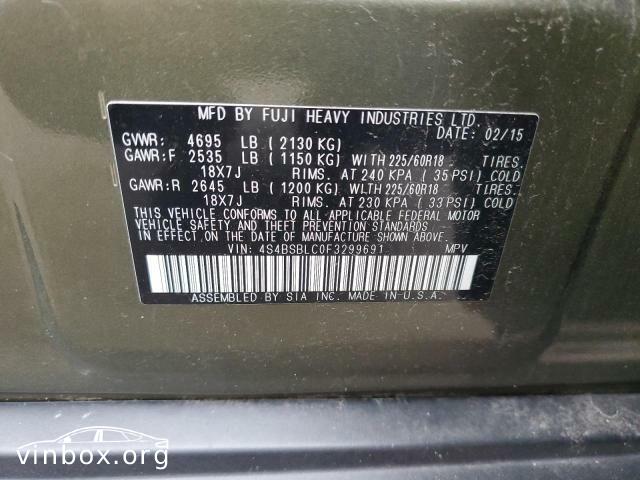 MFD BY FUJI HEAVY INDUSTRIES LTD.
DATE: 02/15
GVWR: 4695 LB ( 2130 KG)
GAWR:F 2535 LB ( 1150 KG) WITH 225/60R18 TIRES.
18X7J RIMS. AT 240 KPA ( 35 PSI) COLD
GAWR:R 2645 LB ( 1200 KG) WITH 225/60R18 TIRES.
18X7J RIMS. AT 230 KPA ( 33 PSI) COLD
THIS VEHICLE CONFORMS TO ALL APPLICABLE FEDERAL MOTOR
VEHICLE SAFETY AND THEFT PREVENTION STANDARDS
IN EFFECT ON THE DATE OF MANUFACTURE SHOWN ABOVE.
VIN: 4S4BSBLC0F3299691 MPV
ASSEMBLED BY SIA INC. MADE IN U.S.A.
vinbox.org